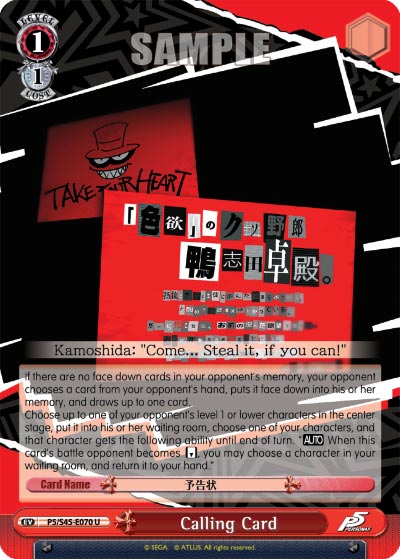 LEVEL
1
1
COST
SAMPLE
TAKE YOUR HEART
「色欲」のクソ野郎
鴨志田卓殿。
Kamoshida: "Come... Steal it, if you can!"
If there are no face down cards in your opponent's memory, your opponent
chooses a card from your opponent's hand, puts it face down into his or her
memory, and draws up to one card.
Choose up to one of your opponent's level 1 or lower characters in the center
stage, put it into his or her waiting room, choose one of your characters, and
that character gets the following ability until end of turn. "AUTO When this
card's battle opponent becomes , you may choose a character in your
waiting room, and return it to your hand."
Card Name 予告状
EV P5/S45-E070 U
Calling Card
P5
PERSONA5
© SEGA. © ATLUS. All rights reserved.